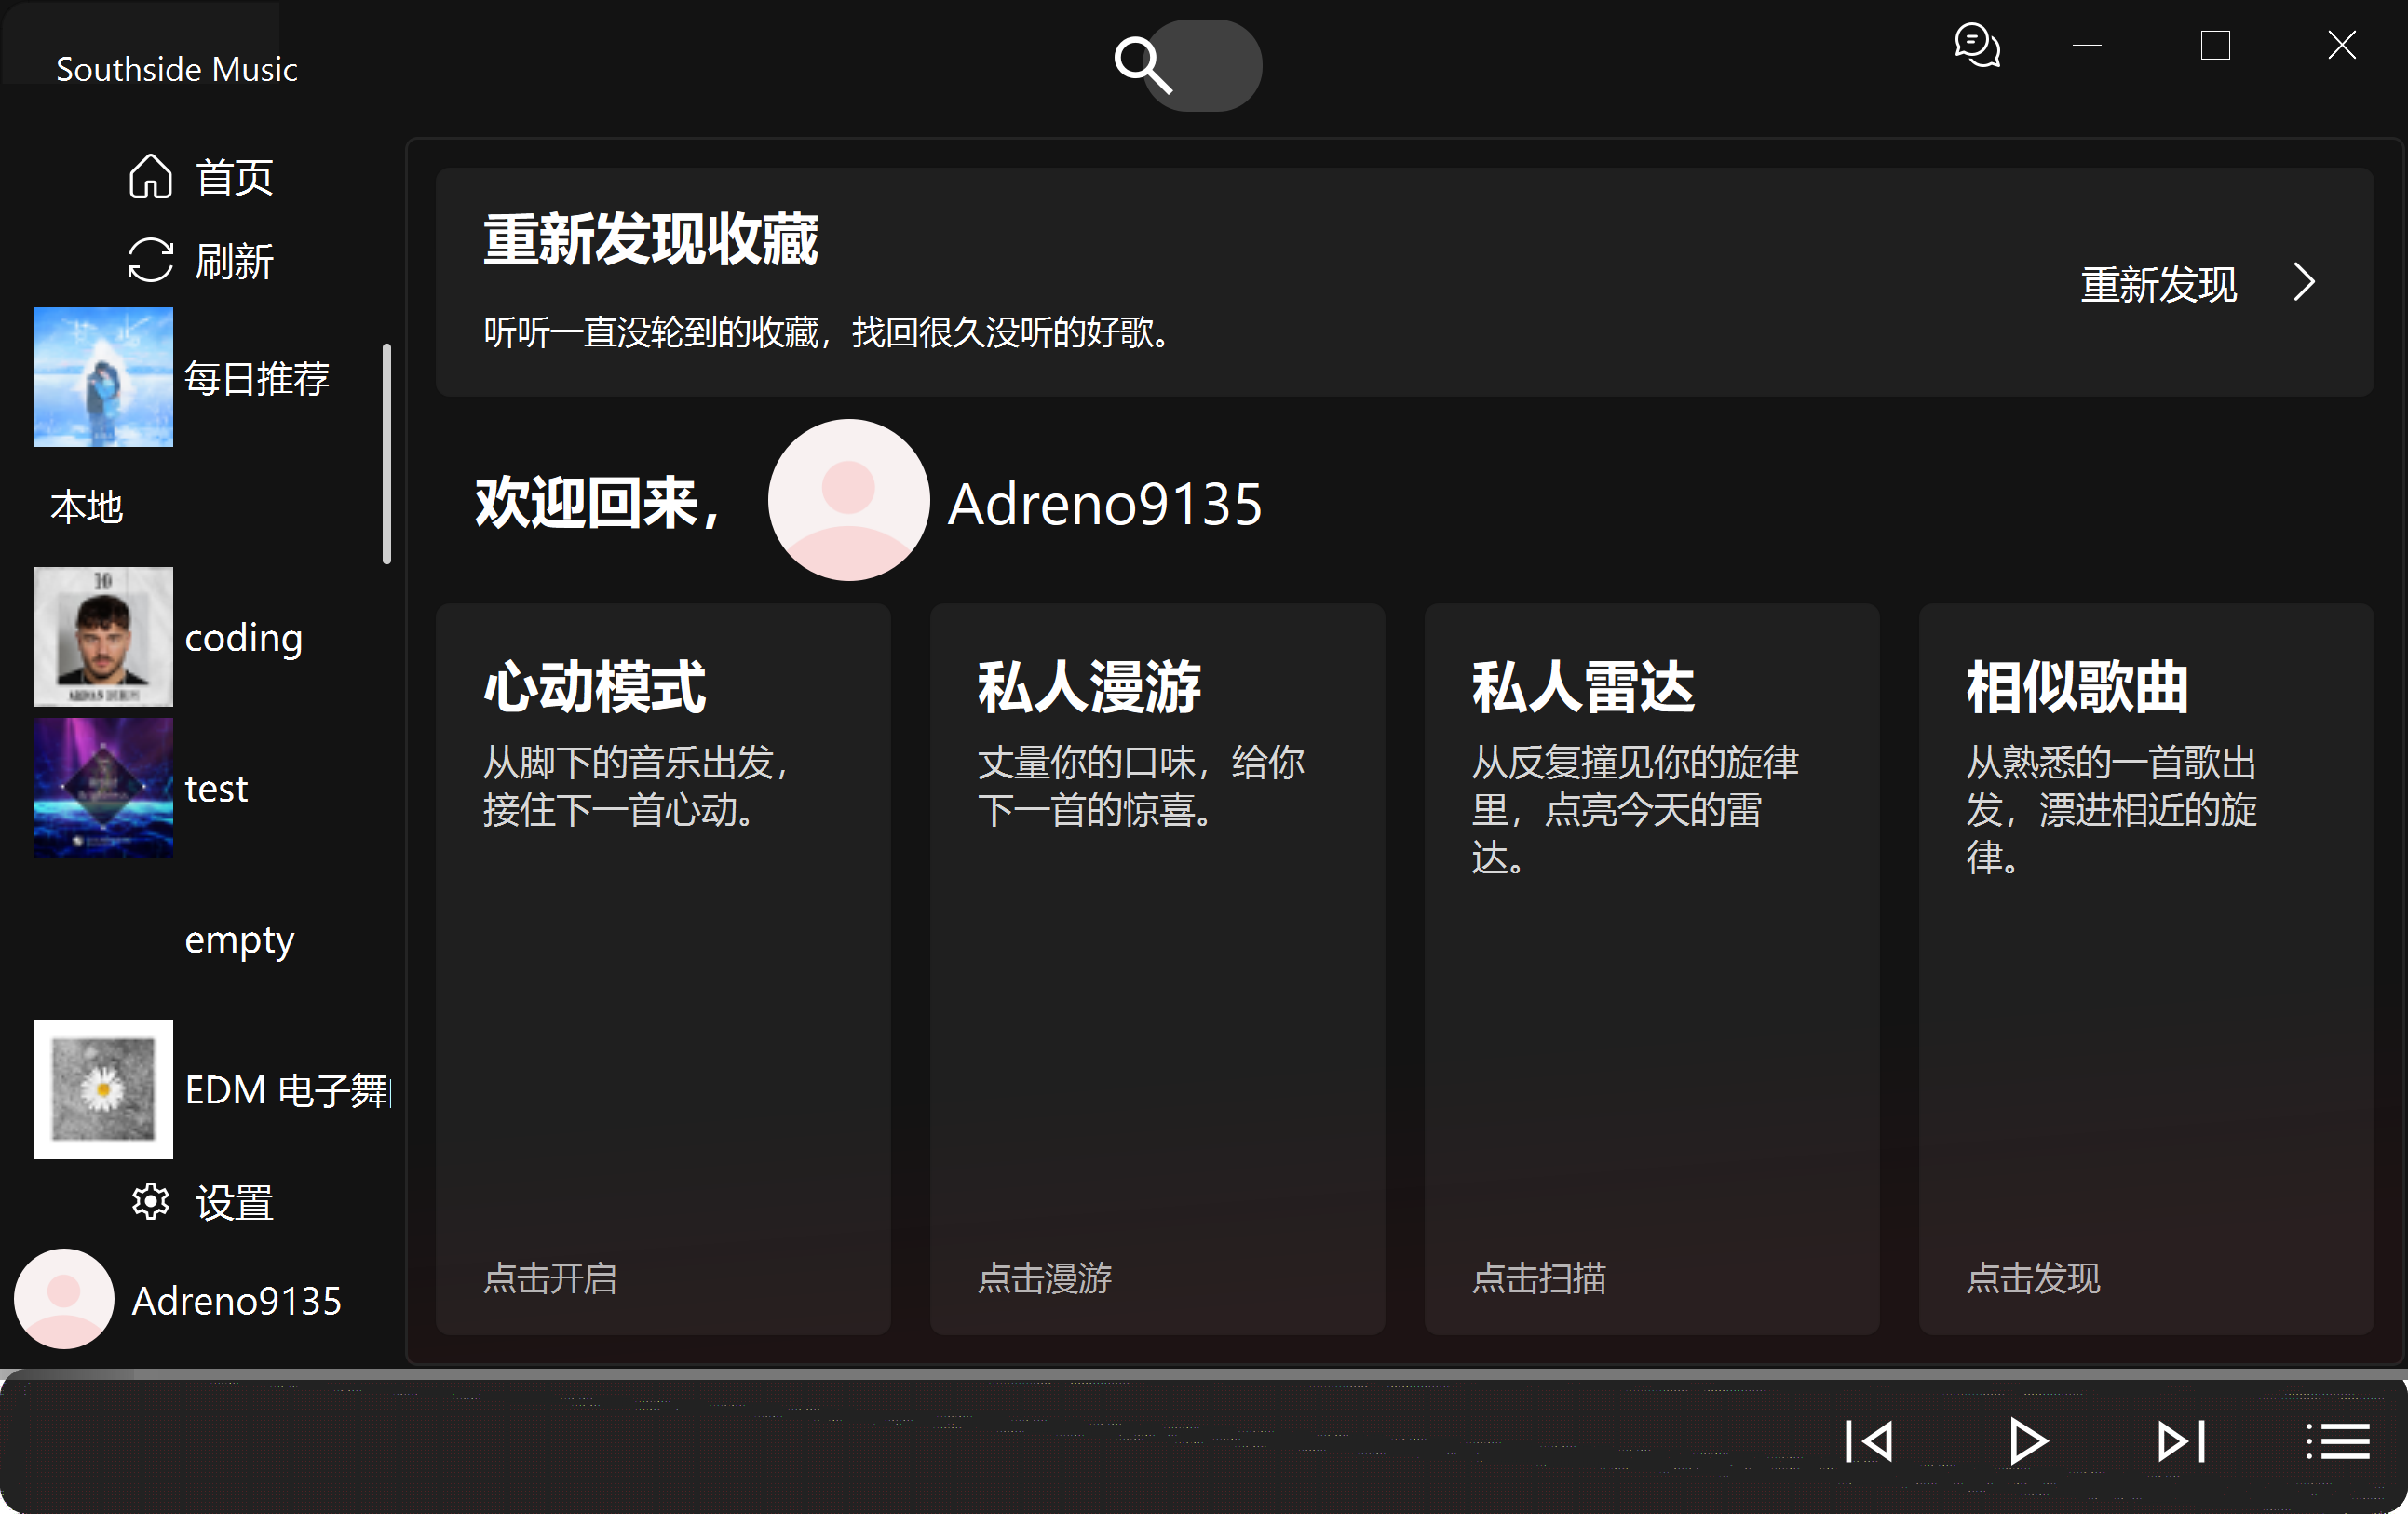 Southside Music
首页
刷新
每日推荐
本地
coding
test
empty
EDM 电子舞
设置
Adreno9135
重新发现收藏
听听一直没轮到的收藏，找回很久没听的好歌。
重新发现
欢迎回来，
Adreno9135
心动模式
从脚下的音乐出发，
接住下一首心动。
点击开启
私人漫游
丈量你的口味，给你
下一首的惊喜。
点击漫游
私人雷达
从反复撞见你的旋律
里，点亮今天的雷
达。
点击扫描
相似歌曲
从熟悉的一首歌出
发，漂进相近的旋
律。
点击发现